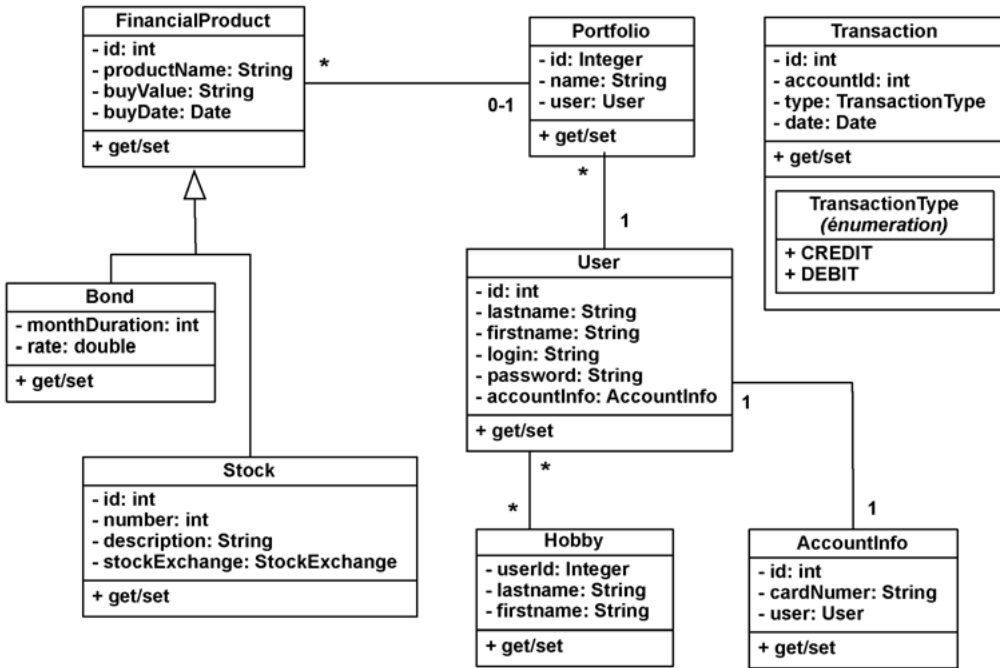 FinancialProduct
- id: int
- productName: String
- buyValue: String
- buyDate: Date
+ get/set
*
0-1
Portfolio
- id: Integer
- name: String
- user: User
+ get/set
*
1
Transaction
- id: int
- accountId: int
- type: TransactionType
- date: Date
+ get/set
TransactionType
(énumeration)
+ CREDIT
+ DEBIT
Bond
- monthDuration: int
- rate: double
+ get/set
User
- id: int
- lastname: String
- firstname: String
- login: String
- password: String
- accountInfo: AccountInfo
+ get/set
1
*
*
1
Stock
- id: int
- number: int
- description: String
- stockExchange: StockExchange
+ get/set
Hobby
- userId: Integer
- lastname: String
- firstname: String
+ get/set
AccountInfo
- id: int
- cardNumer: String
- user: User
+ get/set